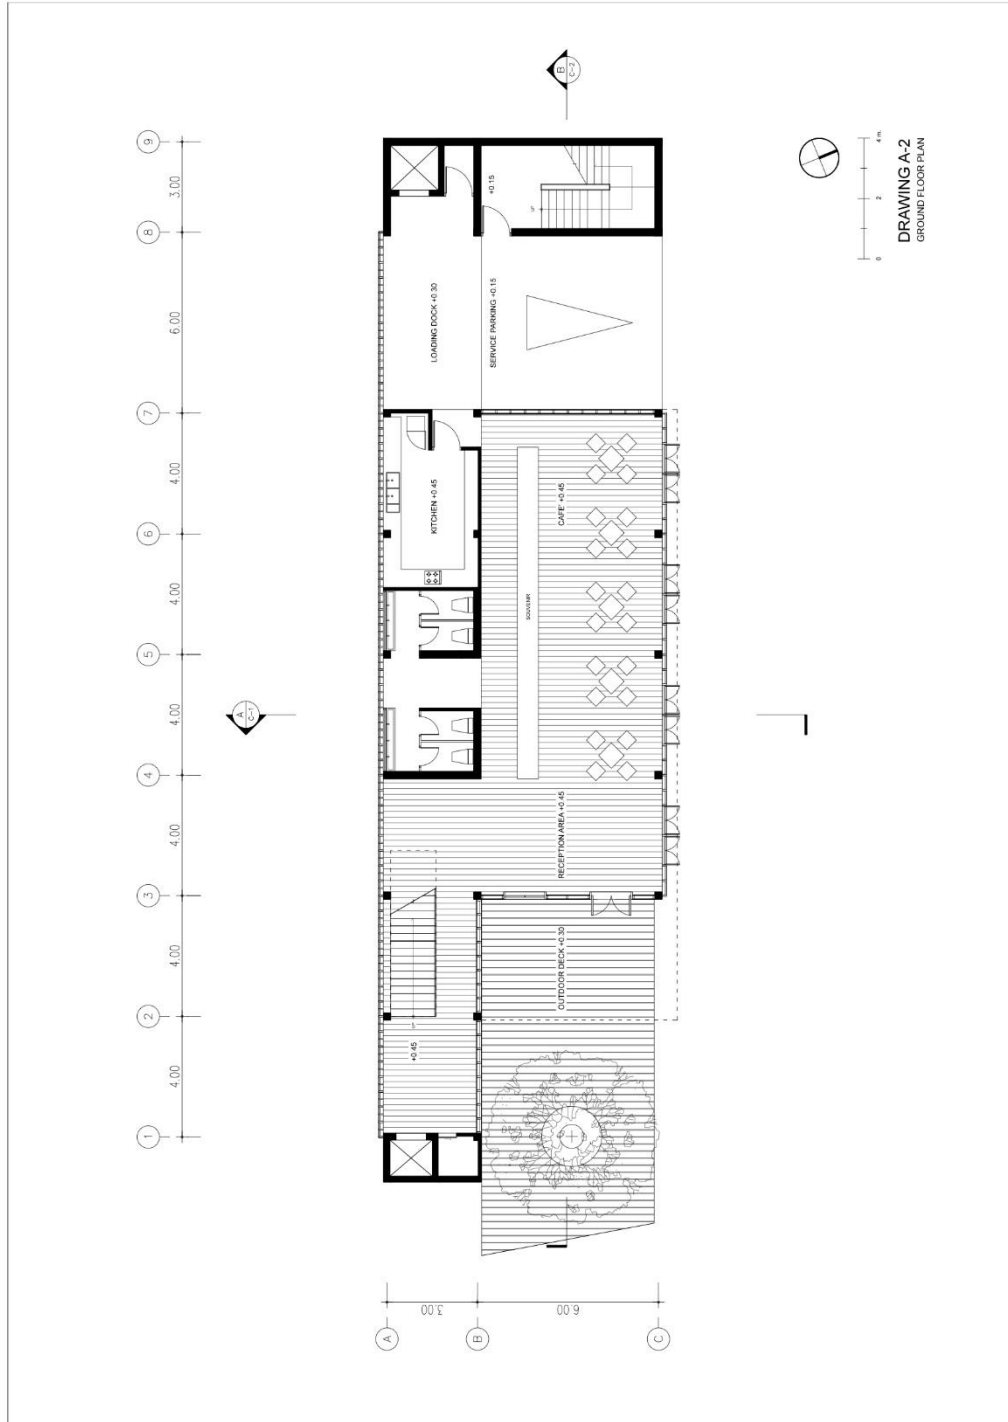 DRAWING A-2
GROUND FLOOR PLAN
0 2 4 m.
B
C-2
A
C-1
9
8
7
6
5
4
3
2
1
3.00
6.00
4.00
4.00
4.00
4.00
4.00
4.00
A
B
C
3.00
6.00
+0.15
LOADING DOCK +0.30
SERVICE PARKING +0.15
KITCHEN +0.45
CAFE' +0.45
SOUVENIR
RECEPTION AREA +0.45
OUTDOOR DECK +0.30
+0.45